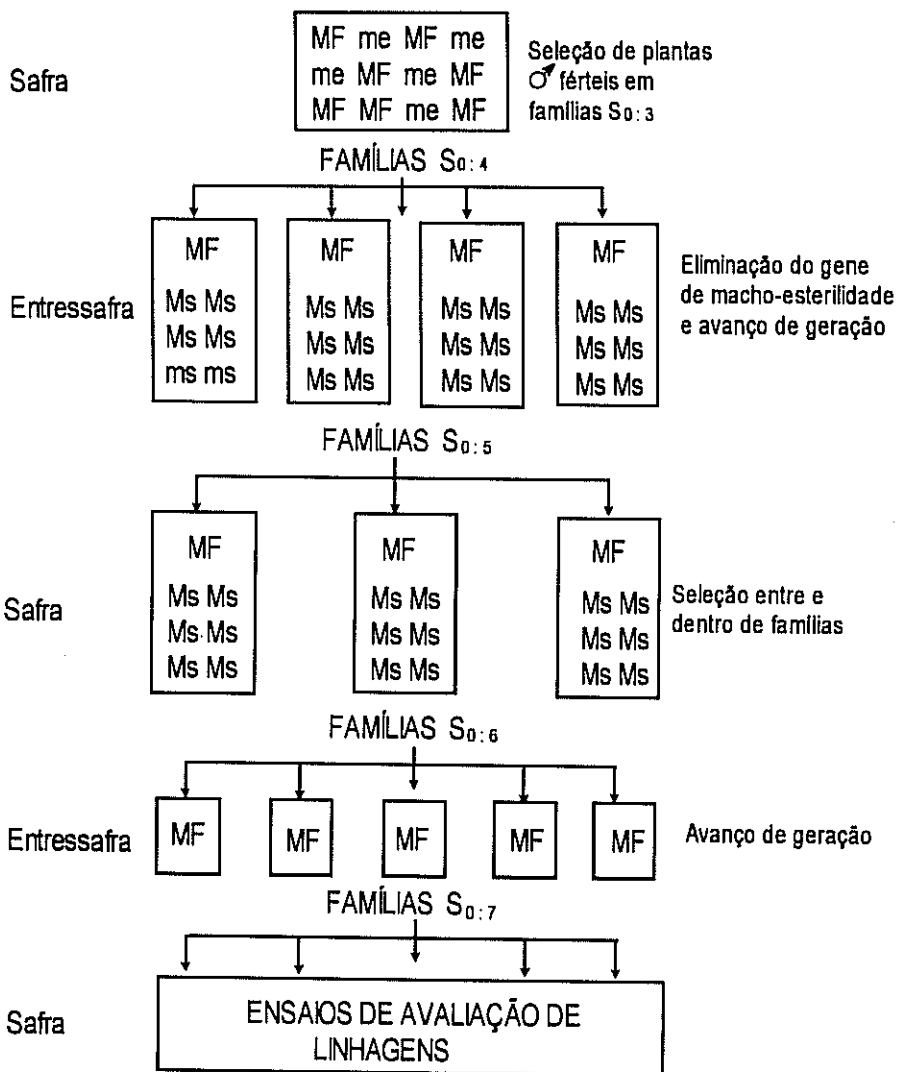 Safra
MF me MF me
me MF me MF
MF MF me MF
Seleção de plantas
♂ férteis em
famílias S0:3
FAMÍLIAS S0:4
Entressafra
MF
Ms Ms
Ms Ms
ms ms
MF
Ms Ms
Ms Ms
Ms Ms
MF
Ms Ms
Ms Ms
Ms Ms
MF
Ms Ms
Ms Ms
Ms Ms
Eliminação do gene
de macho-esterilidade
e avanço de geração
FAMÍLIAS S0:5
Safra
MF
Ms Ms
Ms Ms
Ms Ms
MF
Ms Ms
Ms Ms
Ms Ms
MF
Ms Ms
Ms Ms
Ms Ms
Seleção entre e
dentro de famílias
FAMÍLIAS S0:6
Entressafra
MF
MF
MF
MF
MF
Avanço de geração
FAMÍLIAS S0:7
Safra
ENSAIOS DE AVALIAÇÃO DE
LINHAGENS